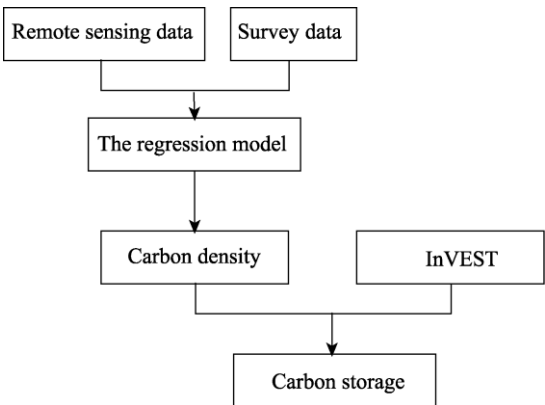 Remote sensing data
Survey data
The regression model
Carbon density
InVEST
Carbon storage